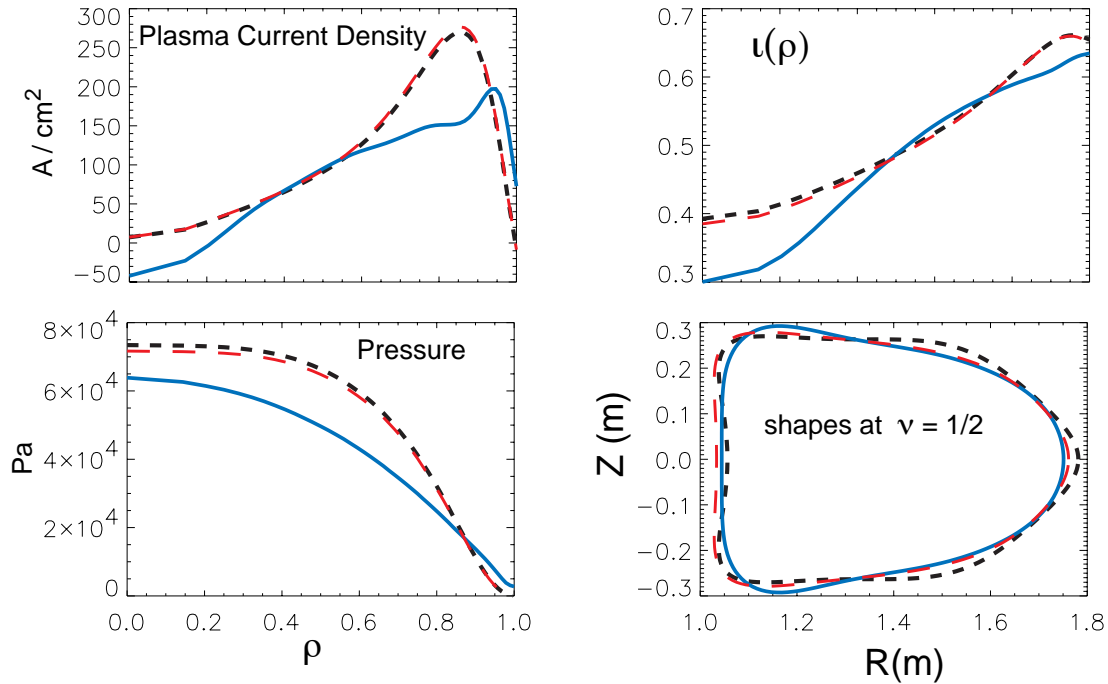 Plasma Current Density
A / cm²
300
250
200
150
100
50
0
−50
ι(ρ)
0.7
0.6
0.5
0.4
0.3
Pressure
Pa
8×10⁴
6×10⁴
4×10⁴
2×10⁴
0
0.0 0.2 0.4 0.6 0.8 1.0
ρ
shapes at ν = 1/2
Z (m)
0.3
0.2
0.1
0.0
−0.1
−0.2
−0.3
1.0 1.2 1.4 1.6 1.8
R(m)